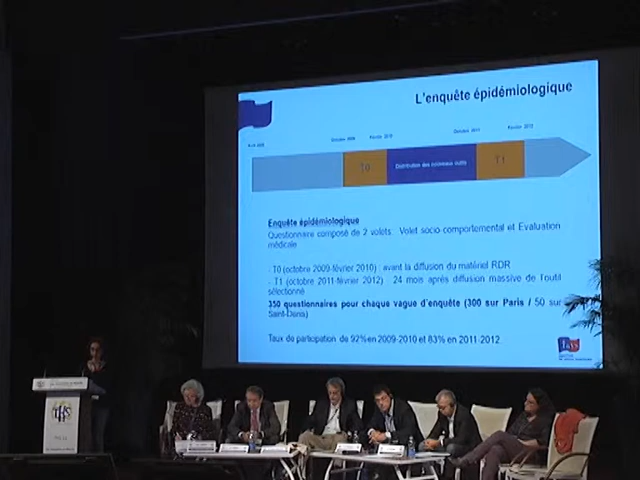 L'enquête épidémiologique
T0
Distribution des nouveaux outils
T1
Enquête épidémiologique
Questionnaire composé de 2 volets : Volet socio comportemental et Evaluation
médicale
- T0 (octobre 2009-février 2010) : avant la diffusion du matériel RDR
- T1 (octobre 2011-février 2012) : 24 mois après diffusion massive de l'outil
sélectionné
350 questionnaires pour chaque vague d'enquête (300 sur Paris / 50 sur
Saint-Denis)
Taux de participation de 92% en 2009-2010 et 83% en 2011-2012